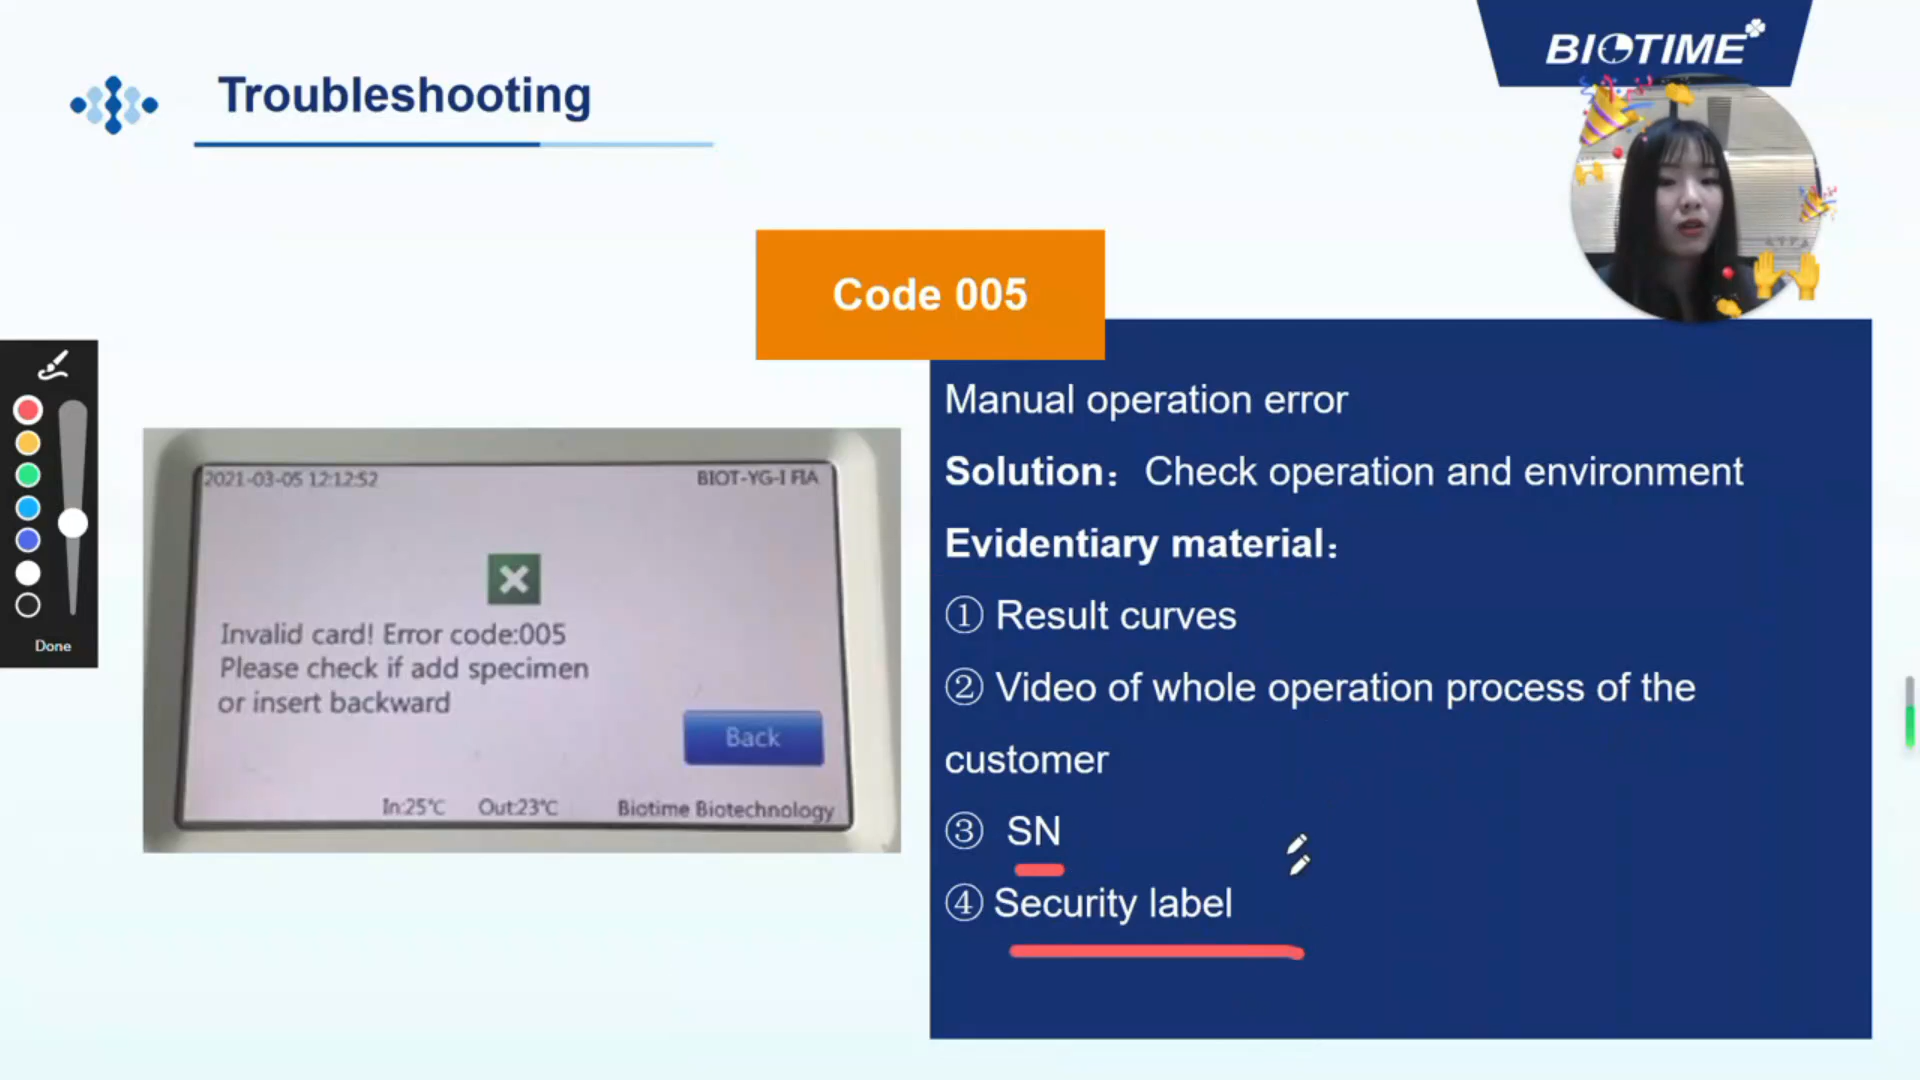 BIOTIME
Troubleshooting
Code 005
Manual operation error
Solution：Check operation and environment
Evidentiary material：
① Result curves
② Video of whole operation process of the
customer
③ SN
④ Security label
2021-03-05 12:12:52
BIOT-YG-I FIA
Invalid card! Error code:005
Please check if add specimen
or insert backward
Back
In:25℃ Out:23℃ Biotime Biotechnology
Done